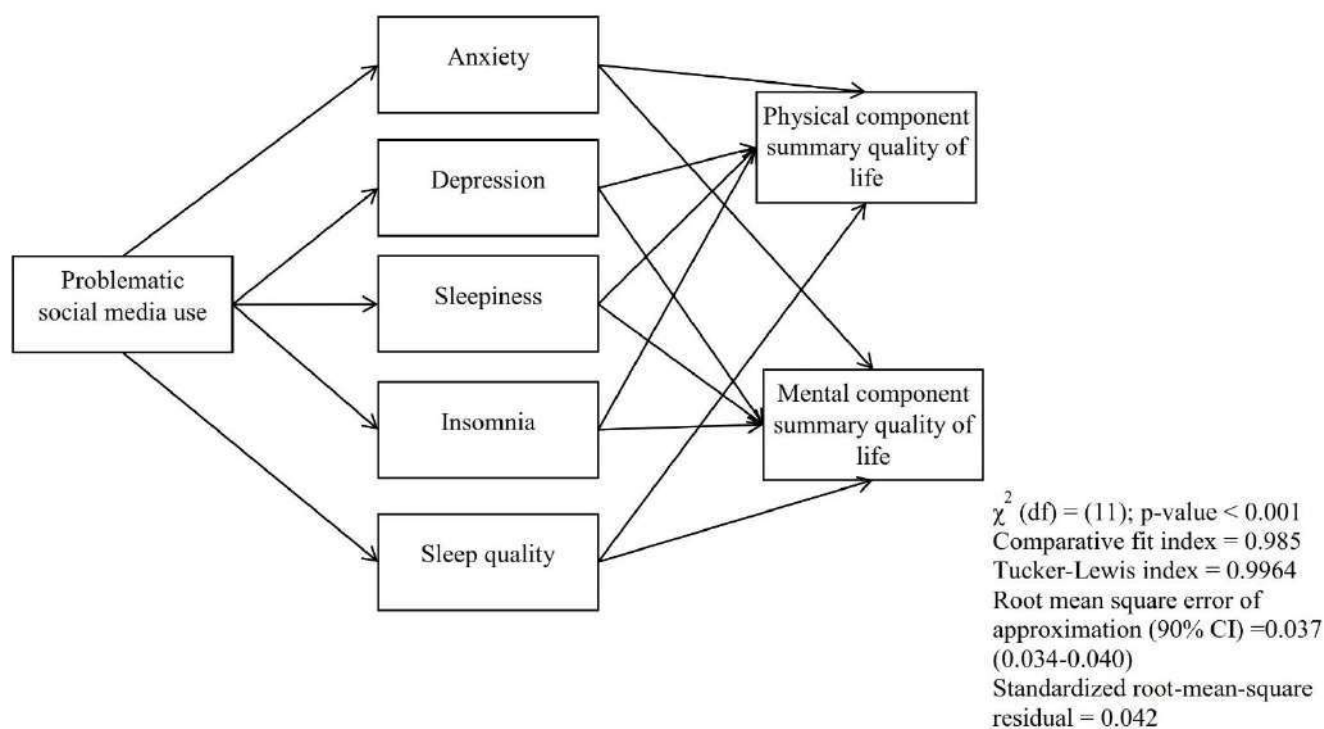 Anxiety
Physical component
summary quality of
life
Depression
Problematic
social media use
Sleepiness
Mental component
summary quality of
life
Insomnia
Sleep quality
χ² (df) = (11); p-value < 0.001
Comparative fit index = 0.985
Tucker-Lewis index = 0.9964
Root mean square error of
approximation (90% CI) =0.037
(0.034-0.040)
Standardized root-mean-square
residual = 0.042